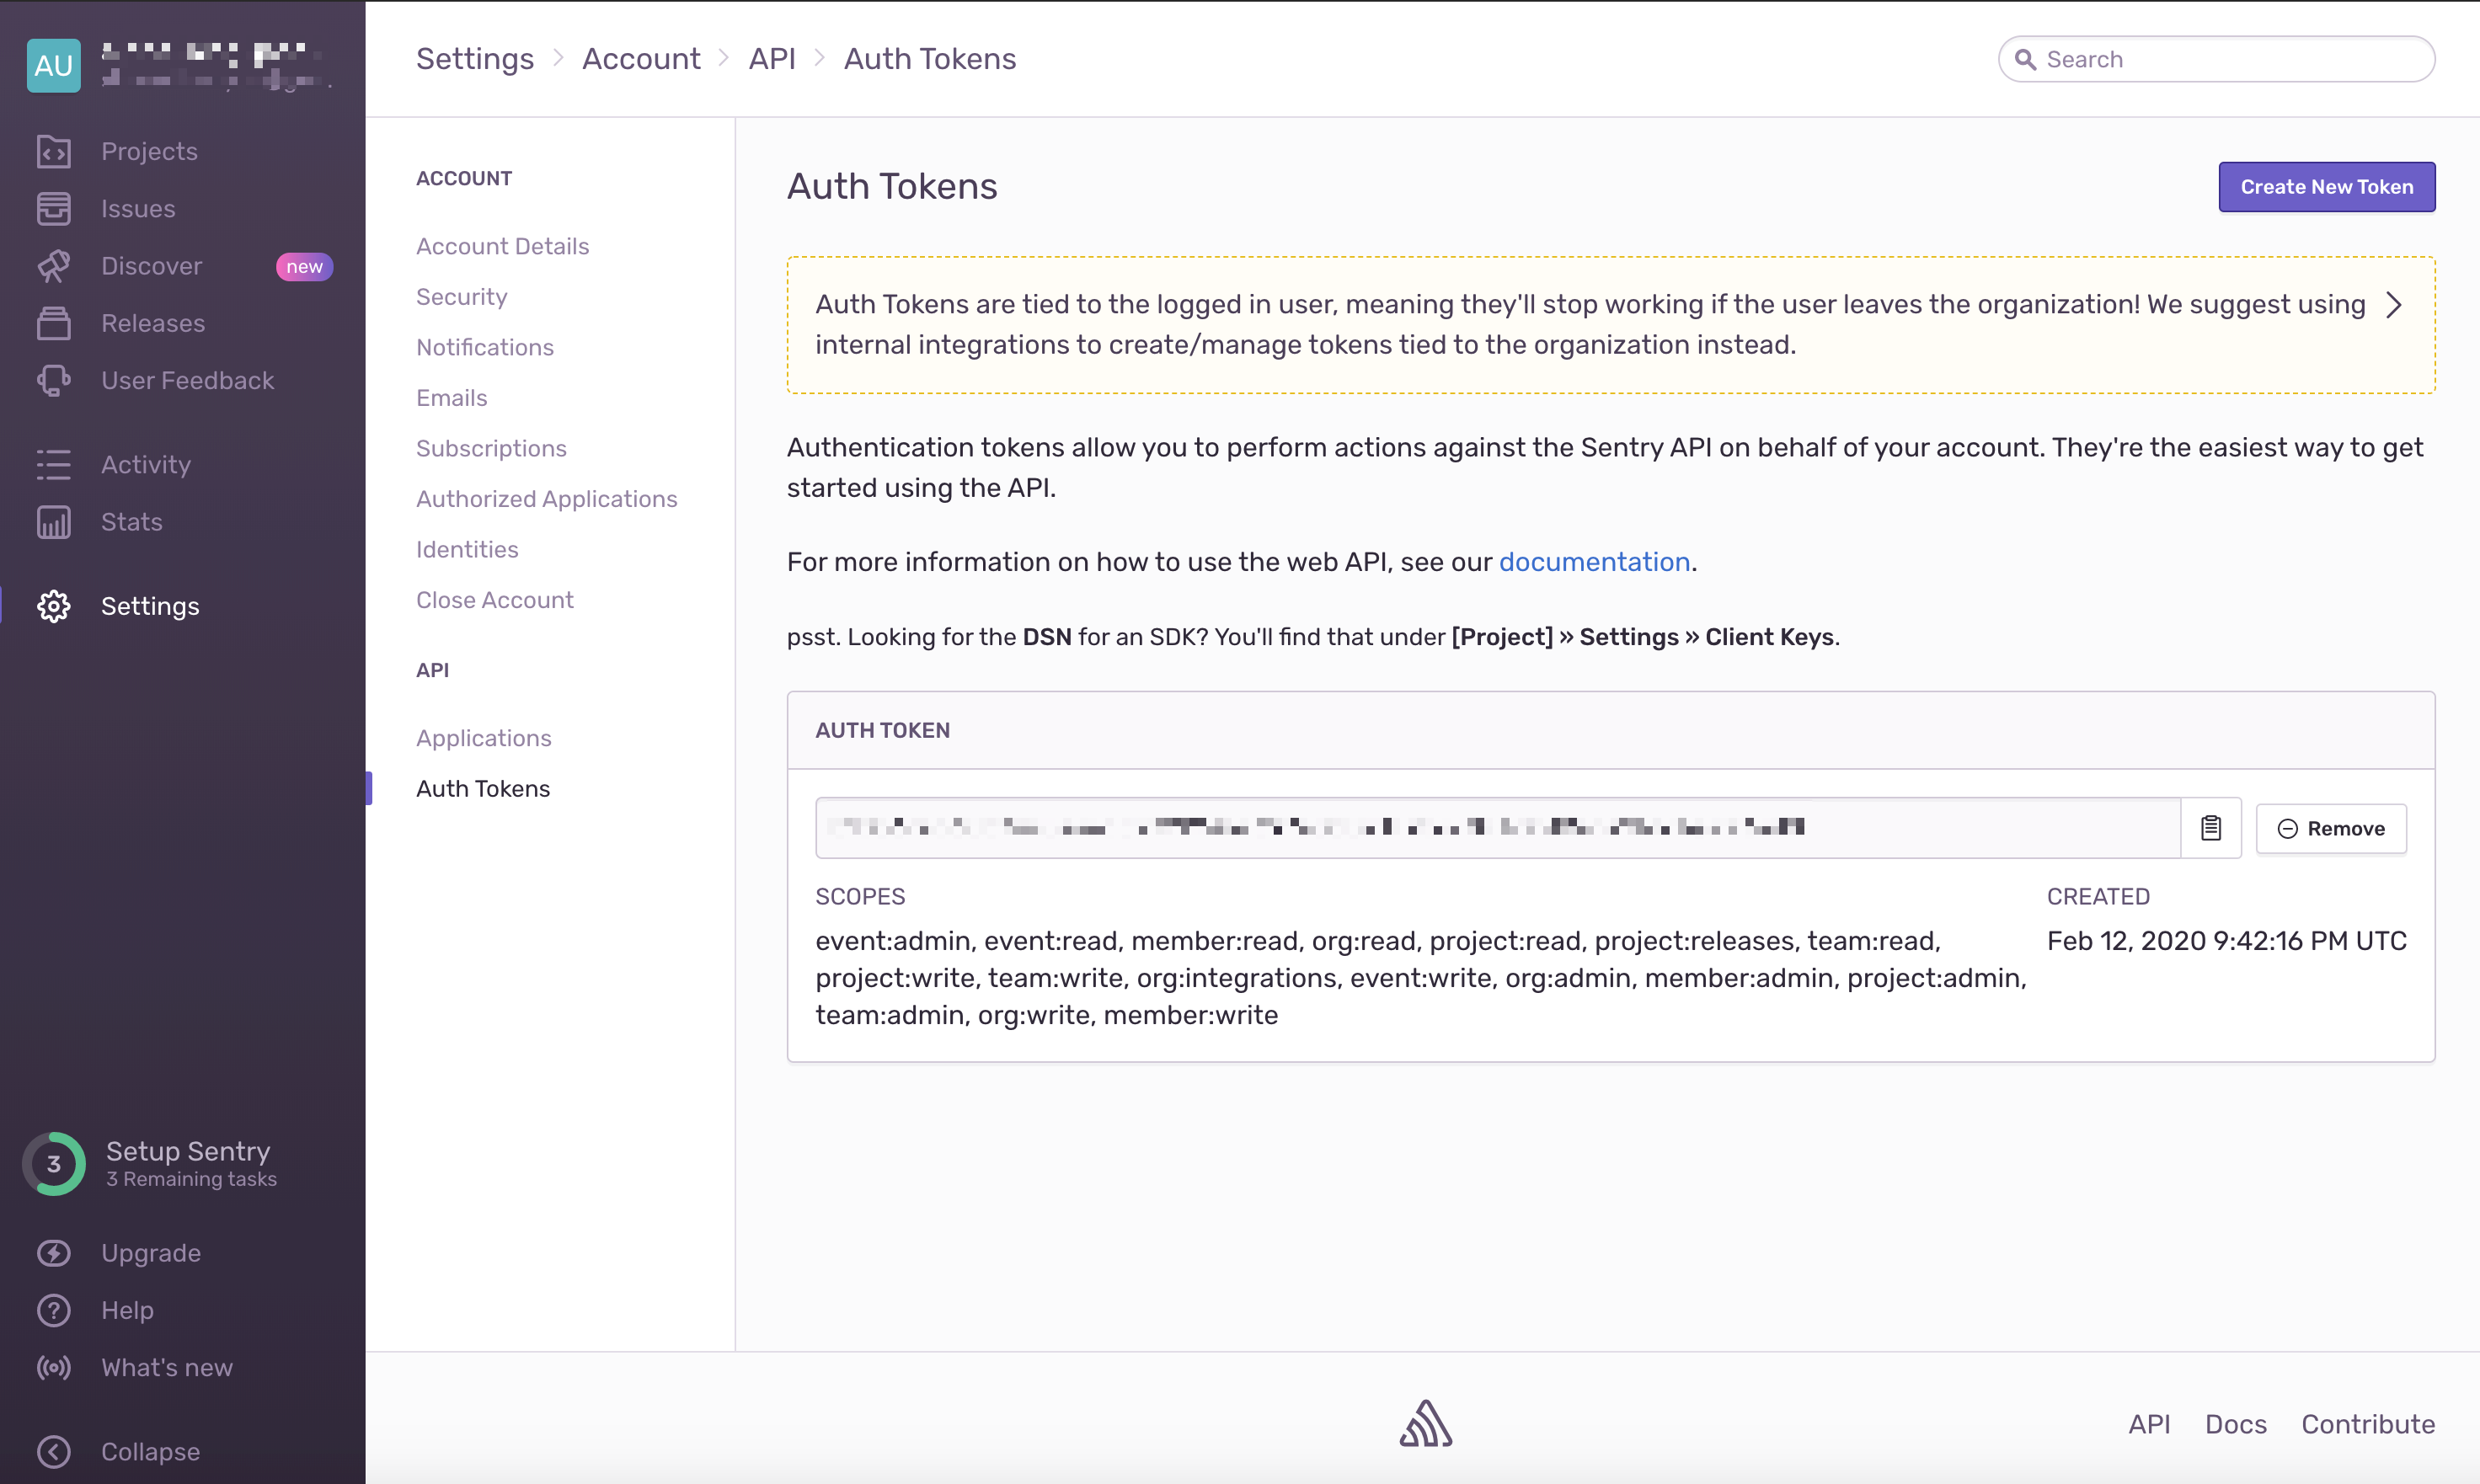 AU
Projects
Issues
Discover
new
Releases
User Feedback
Activity
Stats
Settings
Setup Sentry
3
3 Remaining tasks
Upgrade
Help
What's new
Collapse
Settings > Account > API > Auth Tokens
Search
ACCOUNT
Account Details
Security
Notifications
Emails
Subscriptions
Authorized Applications
Identities
Close Account
API
Applications
Auth Tokens
Auth Tokens
Create New Token
Auth Tokens are tied to the logged in user, meaning they'll stop working if the user leaves the organization! We suggest using
internal integrations to create/manage tokens tied to the organization instead.
Authentication tokens allow you to perform actions against the Sentry API on behalf of your account. They're the easiest way to get
started using the API.
For more information on how to use the web API, see our documentation.
psst. Looking for the DSN for an SDK? You'll find that under [Project] » Settings » Client Keys.
AUTH TOKEN
Remove
SCOPES
event:admin, event:read, member:read, org:read, project:read, project:releases, team:read,
project:write, team:write, org:integrations, event:write, org:admin, member:admin, project:admin,
team:admin, org:write, member:write
CREATED
Feb 12, 2020 9:42:16 PM UTC
API
Docs
Contribute